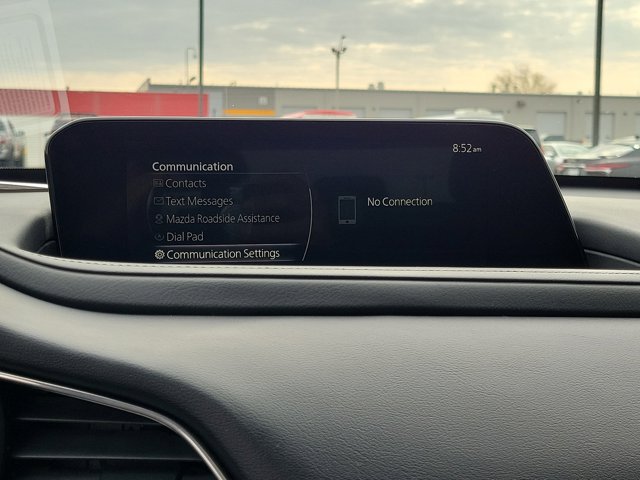 8:52am
Communication
Contacts
Text Messages
Mazda Roadside Assistance
Dial Pad
Communication Settings
No Connection